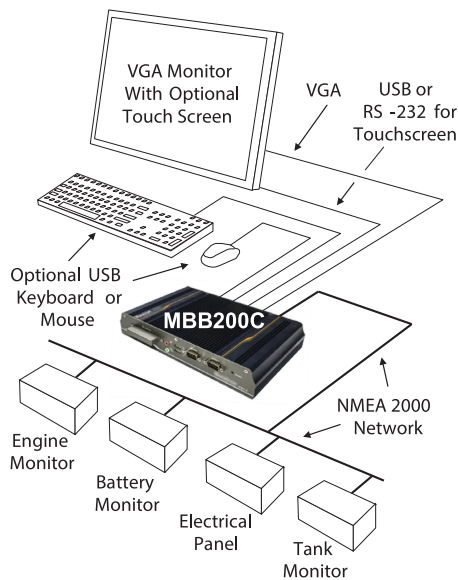 VGA Monitor
With Optional
Touch Screen
VGA
USB or
RS -232 for
Touchscreen
Optional USB
Keyboard or
Mouse
MBB200C
NMEA 2000
Network
Engine
Monitor
Battery
Monitor
Electrical
Panel
Tank
Monitor